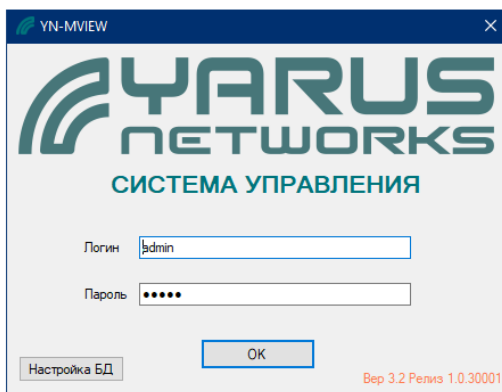 YN-MVIEW
YARUS
NETWORKS
СИСТЕМА УПРАВЛЕНИЯ
Логин admin
Пароль •••••
OK
Настройка БД
Вер 3.2 Релиз 1.0.30001